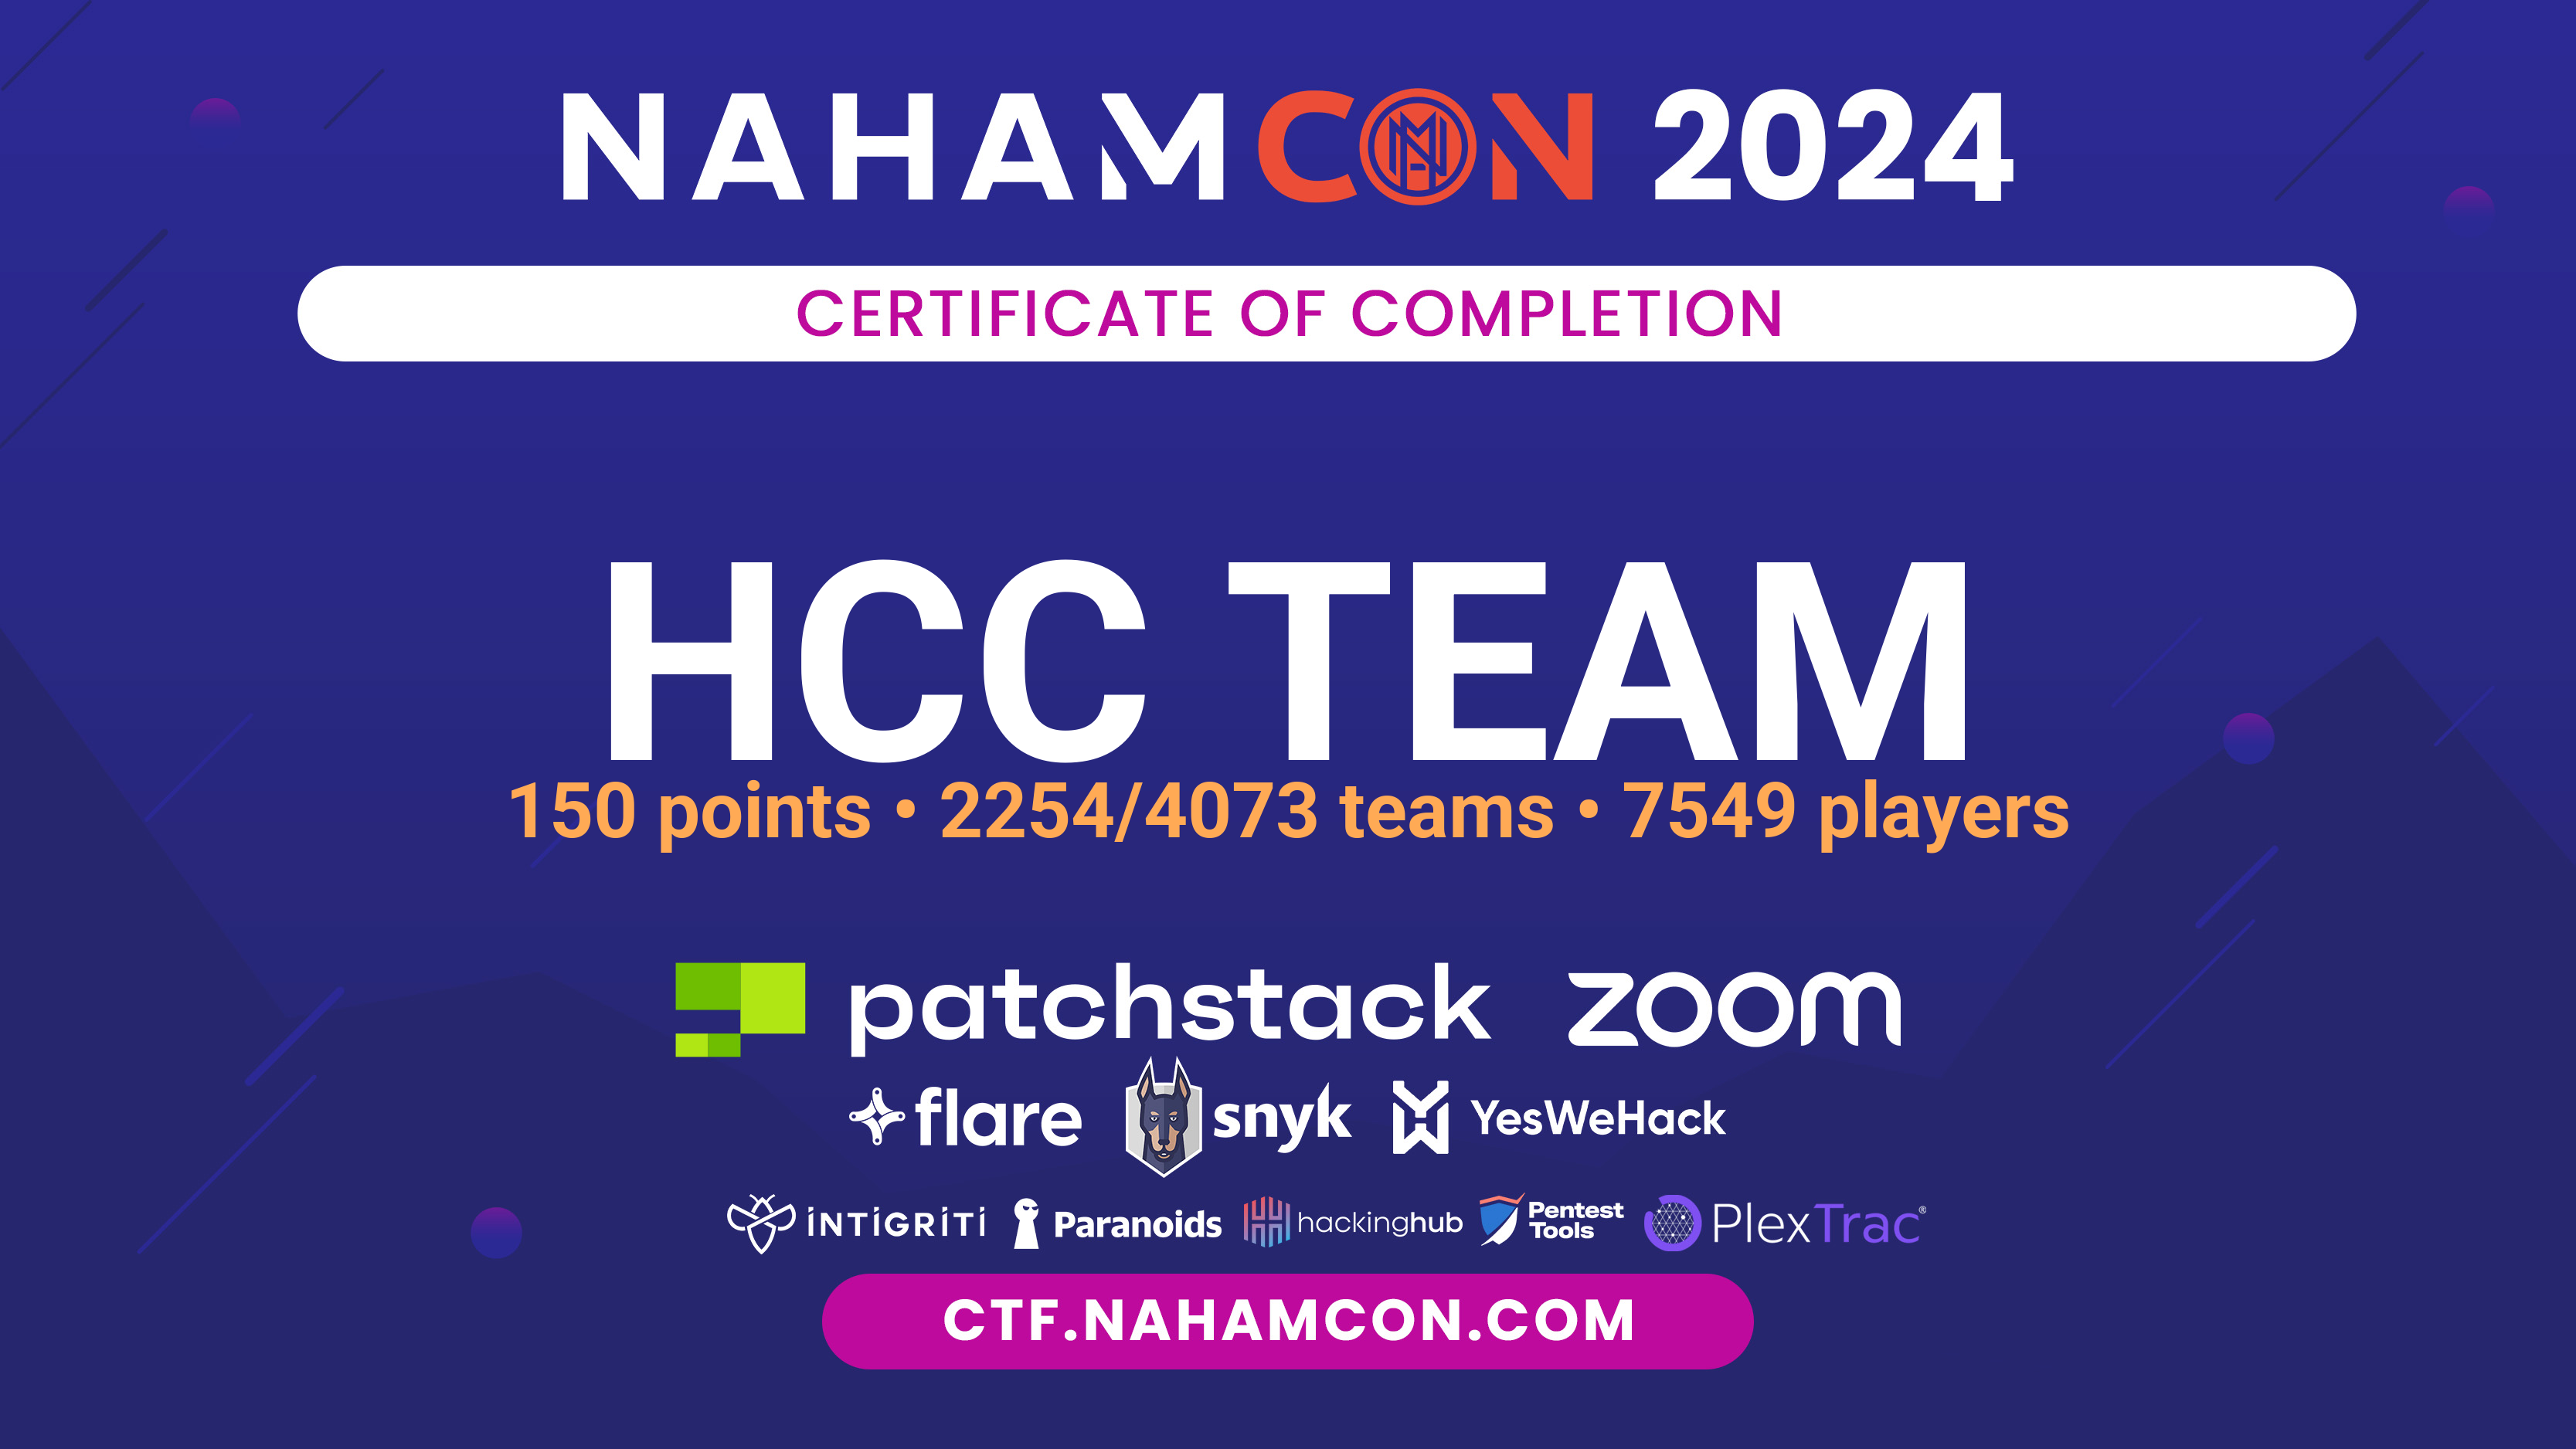 NAHAMCON 2024
CERTIFICATE OF COMPLETION
HCC TEAM
150 points • 2254/4073 teams • 7549 players
patchstack zoom
flare snyk YesWeHack
INTIGRITI Paranoids hackinghub Pentest Tools PlexTrac®
CTF.NAHAMCON.COM